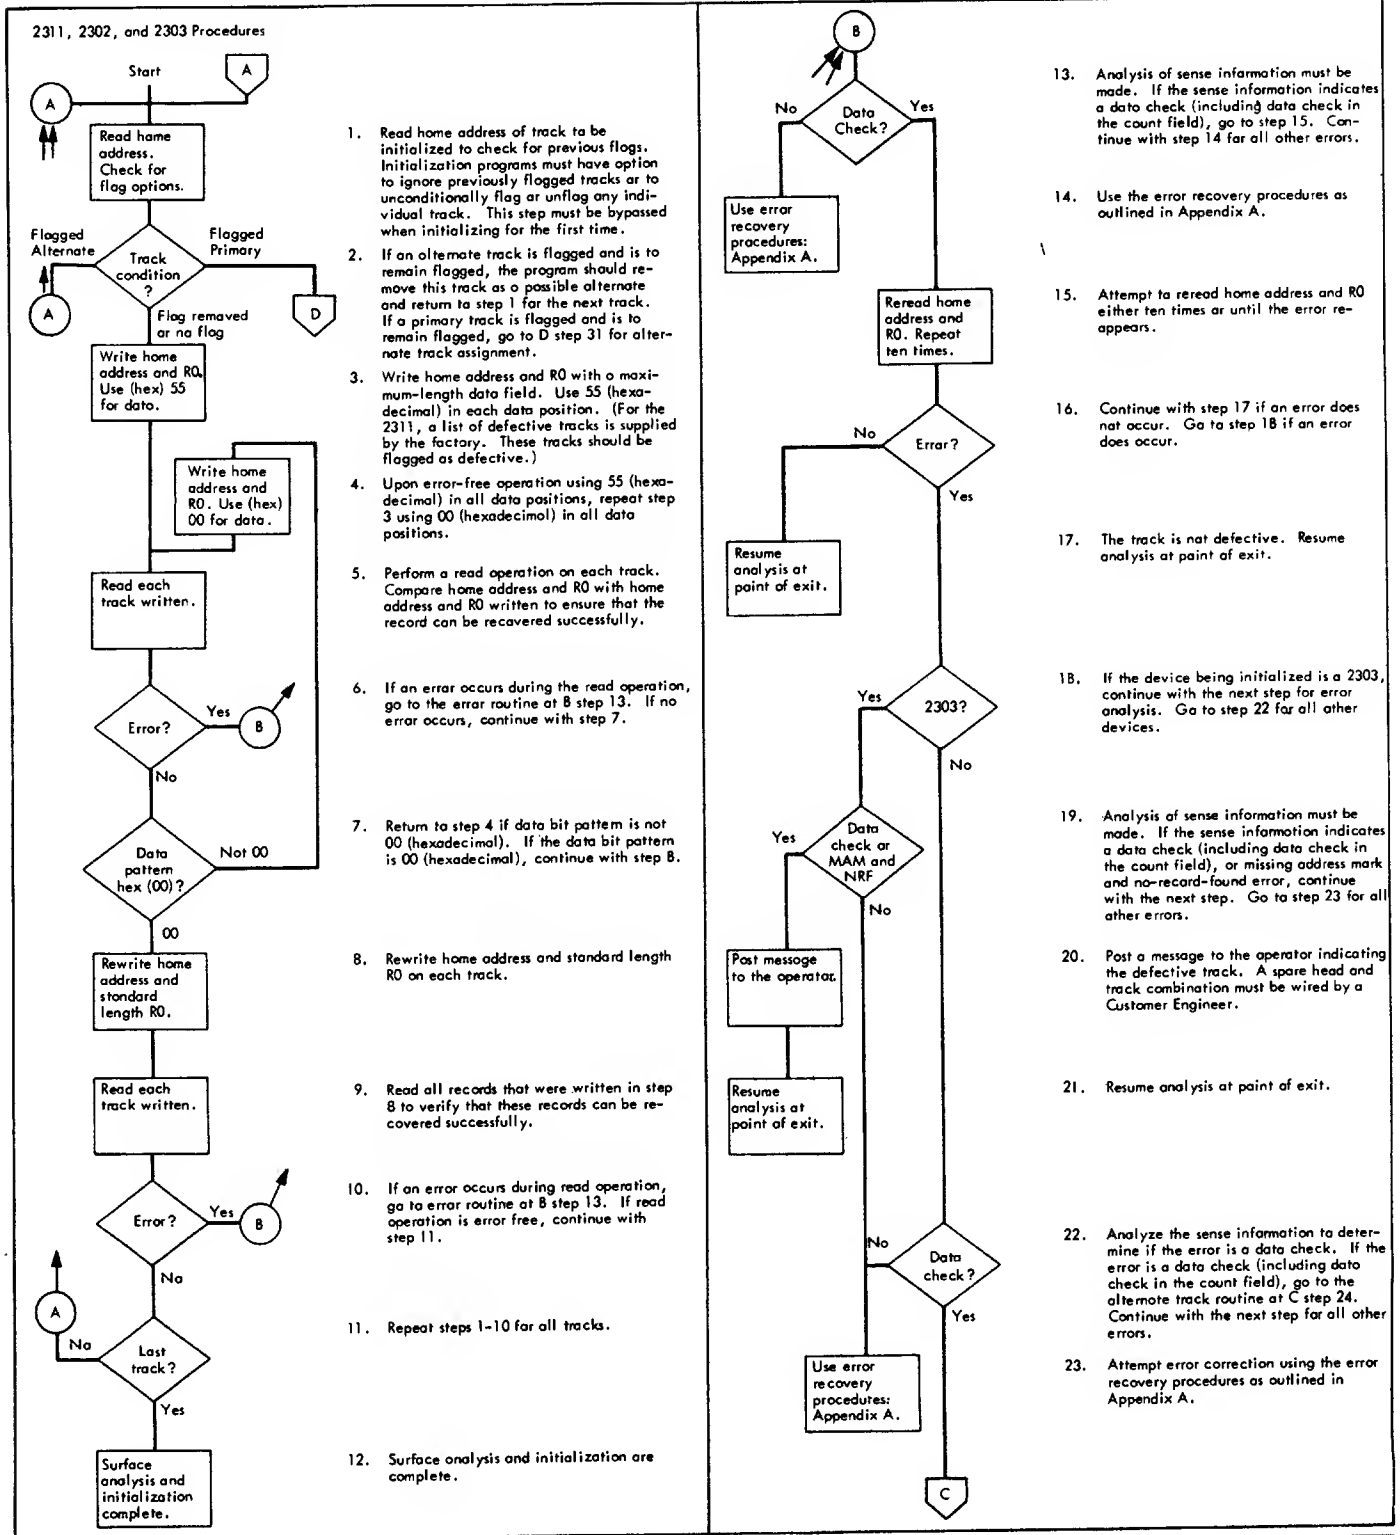 2311, 2302, and 2303 Procedures
Start
A
A
Read home
address.
Check for
flag options.
Flagged
Alternate
Flagged
Primary
Track
condition
?
A
D
Flag removed
or no flag
Write home
address and R0.
Use (hex) 55
for data.
Write home
address and
R0. Use (hex)
00 for data.
Read each
track written.
Error?
Yes
B
No
Data
pattern
hex (00)?
Not 00
00
Rewrite home
address and
standard
length R0.
Read each
track written.
Error?
Yes
B
No
A
No
Last
track?
Yes
Surface
analysis and
initialization
complete.
1. Read home address of track to be
initialized to check for previous flags.
Initialization programs must have option
to ignore previously flagged tracks or to
unconditionally flag or unflag any indi-
vidual track. This step must be bypassed
when initializing for the first time.
2. If an alternate track is flagged and is to
remain flagged, the program should re-
move this track as a possible alternate
and return to step 1 for the next track.
If a primary track is flagged and is to
remain flagged, go to D step 31 for alter-
nate track assignment.
3. Write home address and R0 with a maxi-
mum-length data field. Use 55 (hexa-
decimal) in each data position. (For the
2311, a list of defective tracks is supplied
by the factory. These tracks should be
flagged as defective.)
4. Upon error-free operation using 55 (hexa-
decimal) in all data positions, repeat step
3 using 00 (hexadecimal) in all data
positions.
5. Perform a read operation on each track.
Compare home address and R0 with home
address and R0 written to ensure that the
record can be recovered successfully.
6. If an error occurs during the read operation,
go to the error routine at B step 13. If no
error occurs, continue with step 7.
7. Return to step 4 if data bit pattern is not
00 (hexadecimal). If the data bit pattern
is 00 (hexadecimal), continue with step 8.
8. Rewrite home address and standard length
R0 on each track.
9. Read all records that were written in step
8 to verify that these records can be re-
covered successfully.
10. If an error occurs during read operation,
go to error routine at B step 13. If read
operation is error free, continue with
step 11.
11. Repeat steps 1-10 for all tracks.
12. Surface analysis and initialization are
complete.
B
No
Data
Check?
Yes
Use error
recovery
procedures:
Appendix A.
Reread home
address and
R0. Repeat
ten times.
No
Error?
Yes
Resume
analysis at
point of exit.
Yes
2303?
No
Yes
Data
check or
MAM and
NRF
No
Post message
to the operator.
Resume
analysis at
point of exit.
No
Data
check?
Yes
Use error
recovery
procedures:
Appendix A.
C
13. Analysis of sense information must be
made. If the sense information indicates
a data check (including data check in
the count field), go to step 15. Con-
tinue with step 14 for all other errors.
14. Use the error recovery procedures as
outlined in Appendix A.
15. Attempt to reread home address and R0
either ten times or until the error re-
appears.
16. Continue with step 17 if an error does
not occur. Go to step 18 if an error
does occur.
17. The track is not defective. Resume
analysis at point of exit.
18. If the device being initialized is a 2303,
continue with the next step for error
analysis. Go to step 22 for all other
devices.
19. Analysis of sense information must be
made. If the sense information indicates
a data check (including data check in
the count field), or missing address mark
and no-record-found error, continue
with the next step. Go to step 23 for all
other errors.
20. Post a message to the operator indicating
the defective track. A spare head and
track combination must be wired by a
Customer Engineer.
21. Resume analysis at point of exit.
22. Analyze the sense information to deter-
mine if the error is a data check. If the
error is a data check (including data
check in the count field), go to the
alternate track routine at C step 24.
Continue with the next step for all other
errors.
23. Attempt error correction using the error
recovery procedures as outlined in
Appendix A.